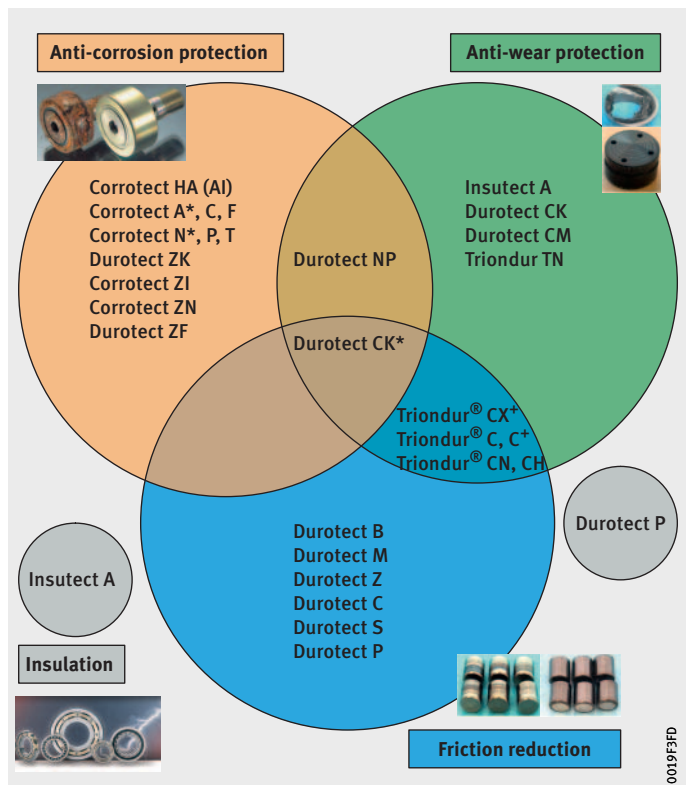 Anti-corrosion protection
Anti-wear protection
Corrotect HA (AI)
Corrotect A*, C, F
Corrotect N*, P, T
Durotect ZK
Corrotect ZI
Corrotect ZN
Durotect ZF
Insutect A
Durotect CK
Durotect CM
Triondur TN
Durotect NP
Durotect CK*
Triondur® CX+
Triondur® C, C+
Triondur® CN, CH
Durotect P
Insutect A
Durotect B
Durotect M
Durotect Z
Durotect C
Durotect S
Durotect P
Insulation
Friction reduction
0019F3FD